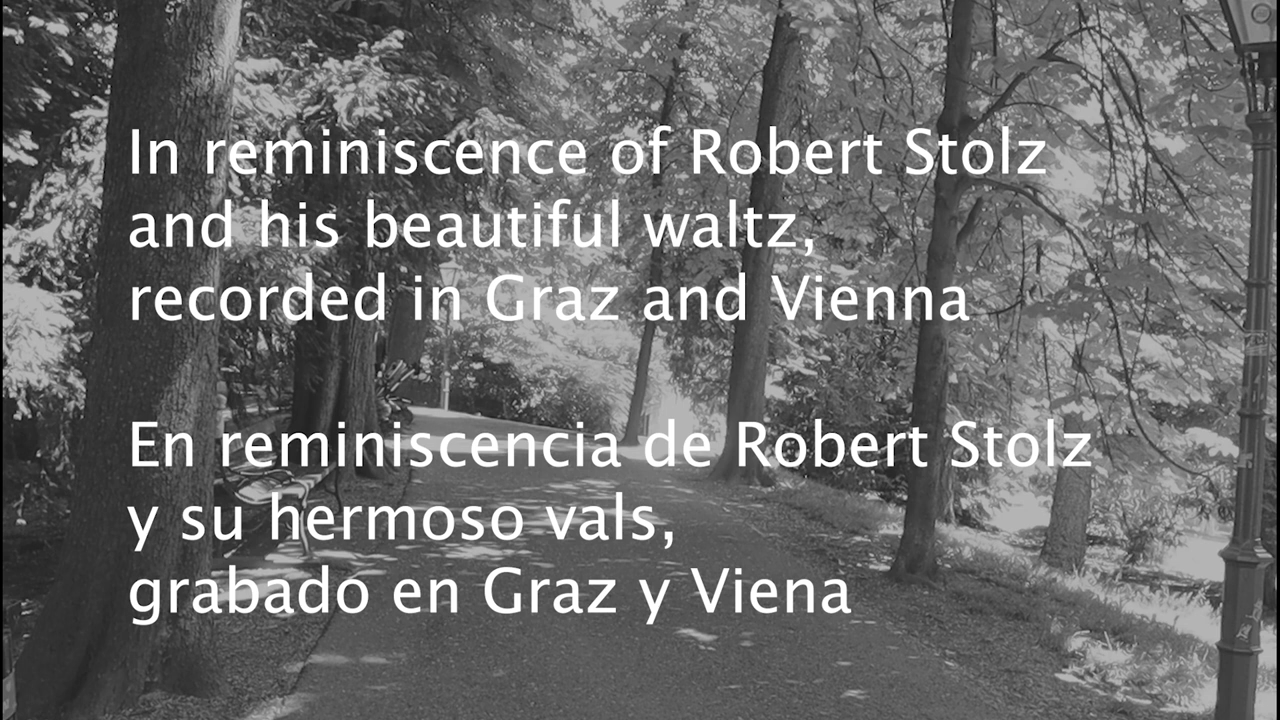 In reminiscence of Robert Stolz
and his beautiful waltz,
recorded in Graz and Vienna
En reminiscencia de Robert Stolz
y su hermoso vals,
grabado en Graz y Viena